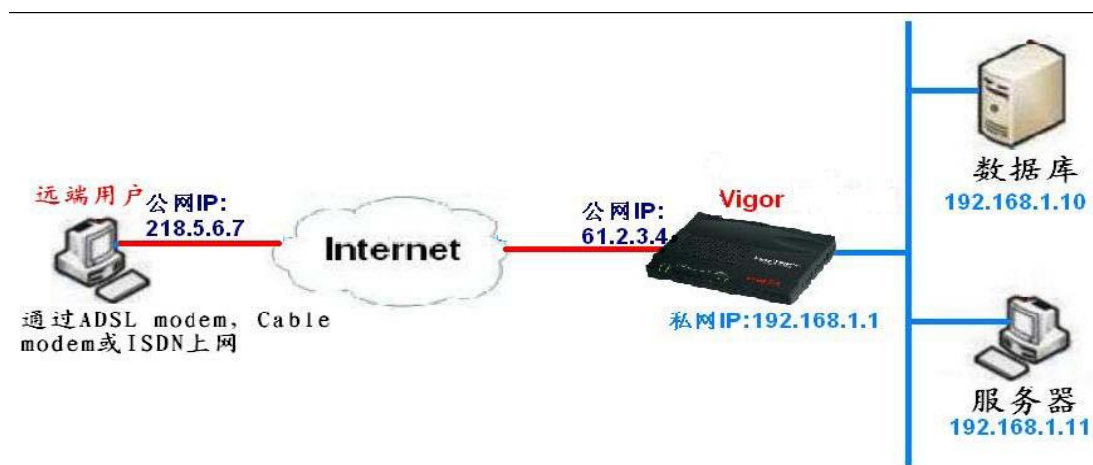 远端用户
公网IP:
218.5.6.7
通过ADSL modem, Cable
modem或ISDN上网
Internet
公网IP:
61.2.3.4
Vigor
私网IP:192.168.1.1
数据库
192.168.1.10
服务器
192.168.1.11